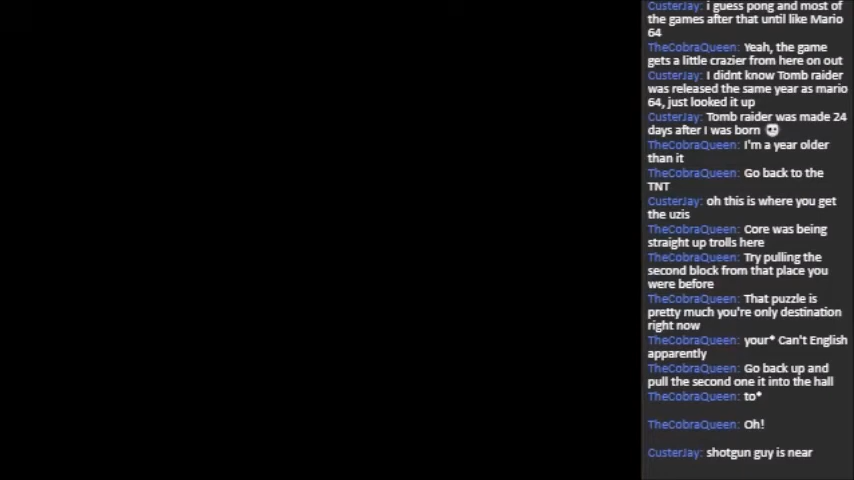 CusterJay: i guess pong and most of
the games after that until like Mario
64
TheCobraQueen: Yeah, the game
gets a little crazier from here on out
CusterJay: I didnt know Tomb raider
was released the same year as mario
64, just looked it up
CusterJay: Tomb raider was made 24
days after I was born 💀
TheCobraQueen: I'm a year older
than it
TheCobraQueen: Go back to the
TNT
CusterJay: oh this is where you get
the uzis
TheCobraQueen: Core was being
straight up trolls here
TheCobraQueen: Try pulling the
second block from that place you
were before
TheCobraQueen: That puzzle is
pretty much you're only destination
right now
TheCobraQueen: your* Can't English
apparently
TheCobraQueen: Go back up and
pull the second one it into the hall
TheCobraQueen: to*
TheCobraQueen: Oh!
CusterJay: shotgun guy is near